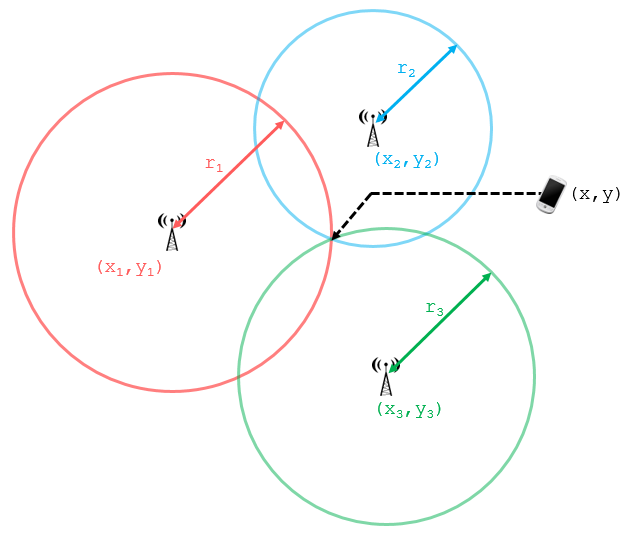 r₂
(x₂,y₂)
r₁
(x,y)
(x₁,y₁)
r₃
(x₃,y₃)